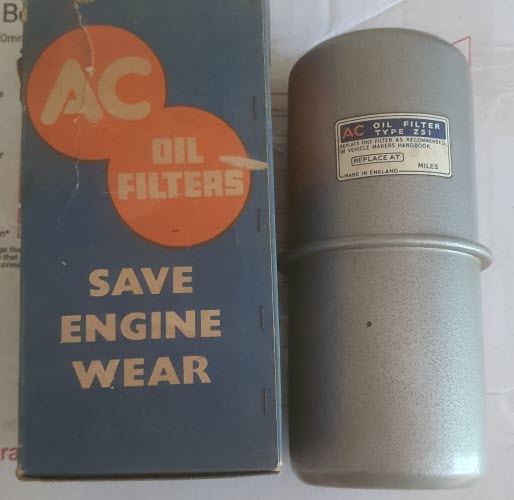 AC
OIL
FILTERS
SAVE
ENGINE
WEAR
AC OIL FILTER
TYPE ZS1
REPLACE THIS FILTER AS RECOMMENDED
IN VEHICLE MAKERS HANDBOOK.
REPLACE AT
MILES
MADE IN ENGLAND